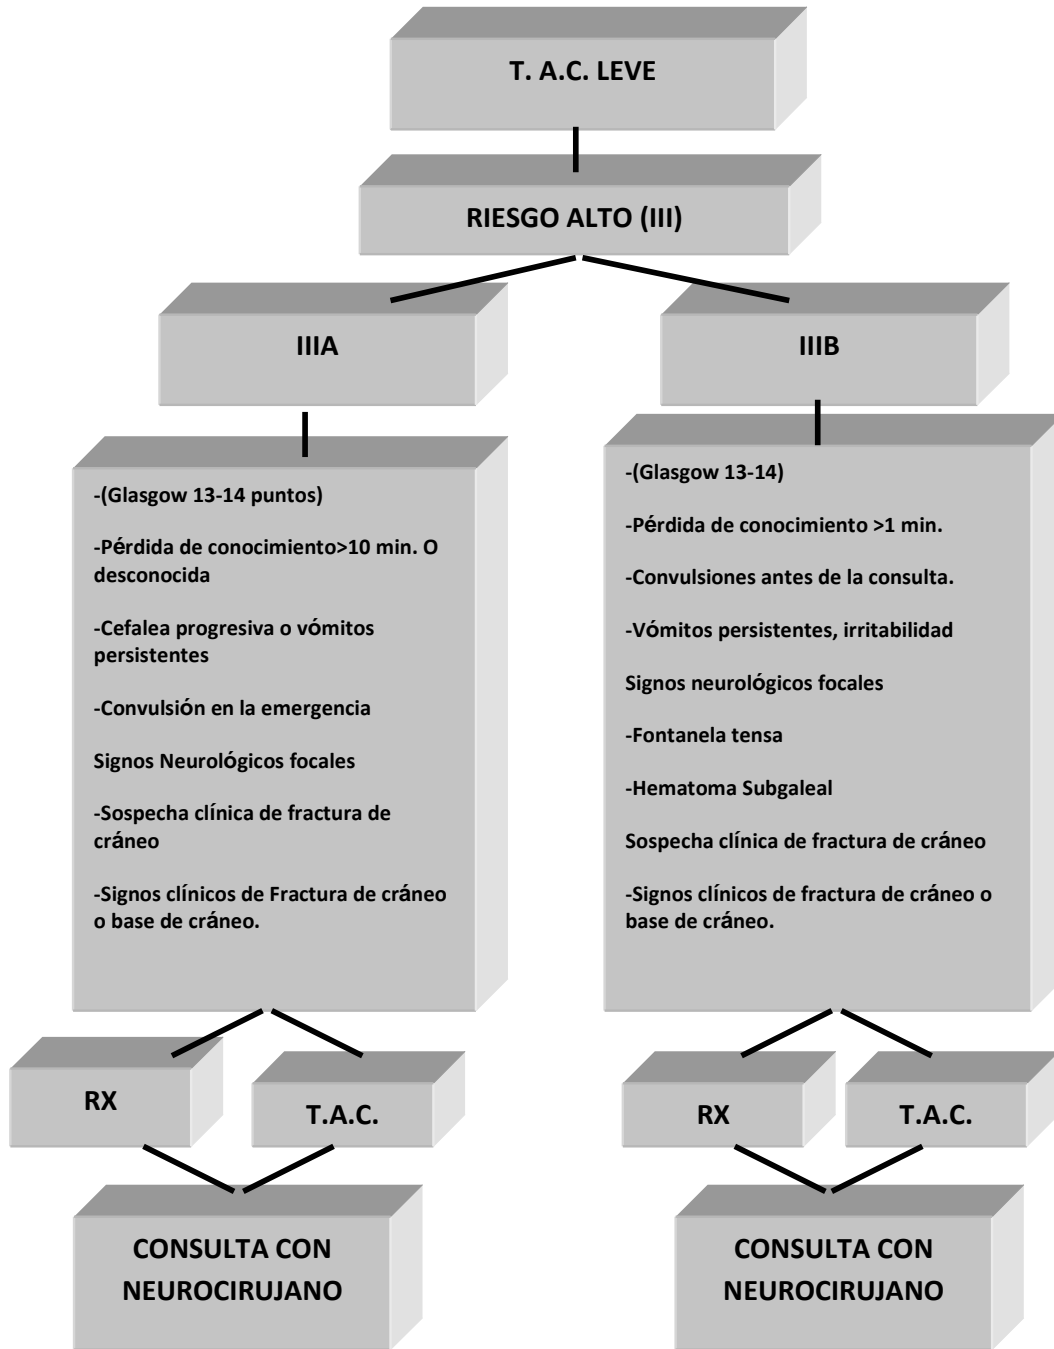 T. A.C. LEVE
RIESGO ALTO (III)
IIIA
IIIB
-(Glasgow 13-14 puntos)
-Pérdida de conocimiento>10 min. O
desconocida
-Cefalea progresiva o vómitos
persistentes
-Convulsión en la emergencia
Signos Neurológicos focales
-Sospecha clínica de fractura de
cráneo
-Signos clínicos de Fractura de cráneo
o base de cráneo.
-(Glasgow 13-14)
-Pérdida de conocimiento >1 min.
-Convulsiones antes de la consulta.
-Vómitos persistentes, irritabilidad
Signos neurológicos focales
-Fontanela tensa
-Hematoma Subgaleal
Sospecha clínica de fractura de cráneo
-Signos clínicos de fractura de cráneo o
base de cráneo.
RX
T.A.C.
RX
T.A.C.
CONSULTA CON
NEUROCIRUJANO
CONSULTA CON
NEUROCIRUJANO